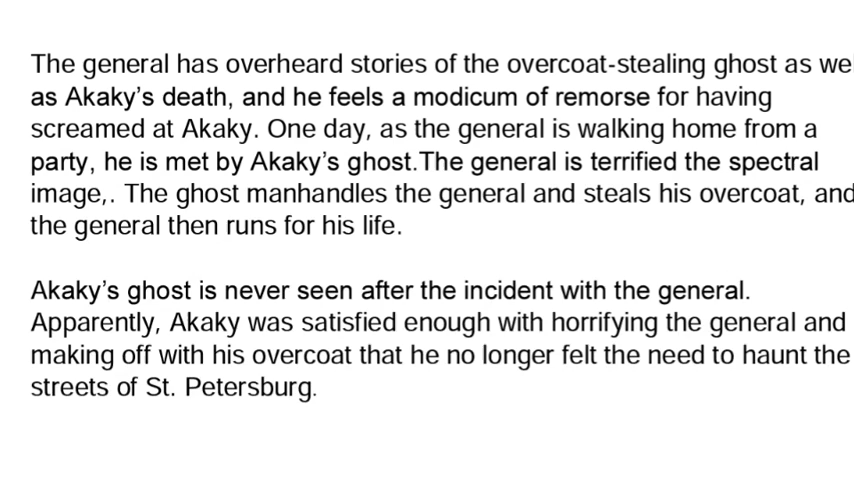 The general has overheard stories of the overcoat-stealing ghost as
as Akaky’s death, and he feels a modicum of remorse for having
screamed at Akaky. One day, as the general is walking home from a
party, he is met by Akaky’s ghost.The general is terrified the spectral
image,. The ghost manhandles the general and steals his overcoat, and
the general then runs for his life.
Akaky’s ghost is never seen after the incident with the general.
Apparently, Akaky was satisfied enough with horrifying the general and
making off with his overcoat that he no longer felt the need to haunt the
streets of St. Petersburg.